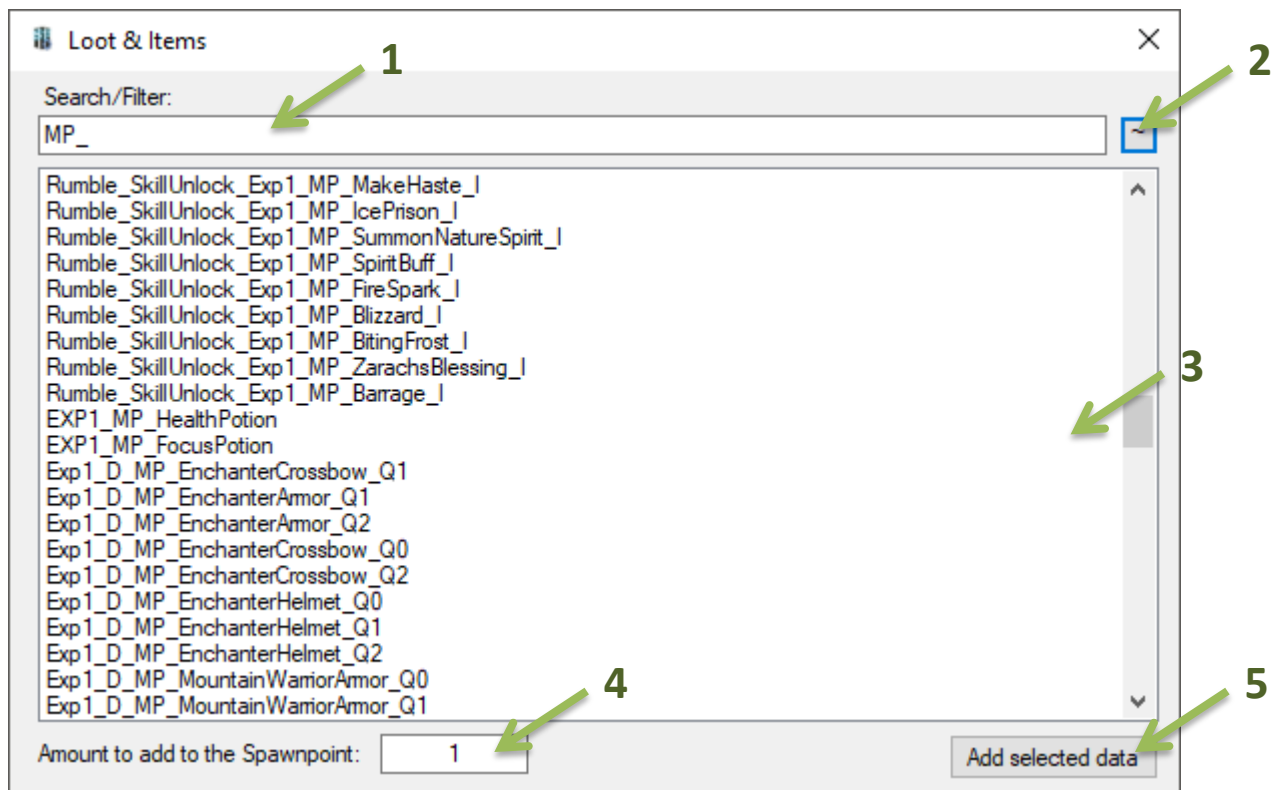 Loot & Items
1
2
Search/Filter:
MP_
~
Rumble_SkillUnlock_Exp1_MP_MakeHaste_I
Rumble_SkillUnlock_Exp1_MP_IcePrison_I
Rumble_SkillUnlock_Exp1_MP_SummonNatureSpirit_I
Rumble_SkillUnlock_Exp1_MP_SpiritBuff_I
Rumble_SkillUnlock_Exp1_MP_FireSpark_I
Rumble_SkillUnlock_Exp1_MP_Blizzard_I
Rumble_SkillUnlock_Exp1_MP_BitingFrost_I
Rumble_SkillUnlock_Exp1_MP_ZarachsBlessing_I
3
Rumble_SkillUnlock_Exp1_MP_Barrage_I
EXP1_MP_HealthPotion
EXP1_MP_FocusPotion
Exp1_D_MP_EnchanterCrossbow_Q1
Exp1_D_MP_EnchanterArmor_Q1
Exp1_D_MP_EnchanterArmor_Q2
Exp1_D_MP_EnchanterCrossbow_Q0
Exp1_D_MP_EnchanterCrossbow_Q2
Exp1_D_MP_EnchanterHelmet_Q0
Exp1_D_MP_EnchanterHelmet_Q1
Exp1_D_MP_EnchanterHelmet_Q2
Exp1_D_MP_MountainWarriorArmor_Q0
4
5
Exp1_D_MP_MountainWarriorArmor_Q1
Amount to add to the Spawnpoint:
1
Add selected data